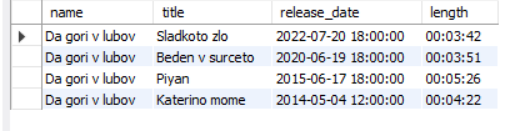 name title release_date length
Da gori v lubov Sladkoto zlo 2022-07-20 18:00:00 00:03:42
Da gori v lubov Beden v surceto 2020-06-19 18:00:00 00:03:51
Da gori v lubov Piyan 2015-06-17 18:00:00 00:05:26
Da gori v lubov Katerino mome 2014-05-04 12:00:00 00:04:22